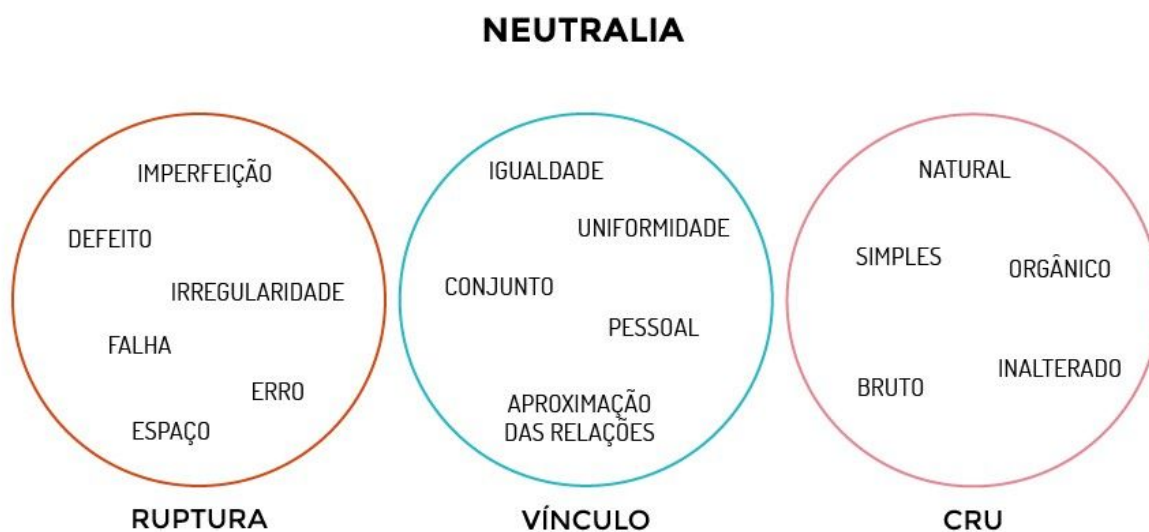 NEUTRALIA
IMPERFEIÇÃO
DEFEITO
IRREGULARIDADE
FALHA
ERRO
ESPAÇO
RUPTURA
IGUALDADE
UNIFORMIDADE
CONJUNTO
PESSOAL
APROXIMAÇÃO
DAS RELAÇÕES
VÍNCULO
NATURAL
SIMPLES
ORGÂNICO
INALTERADO
BRUTO
CRU